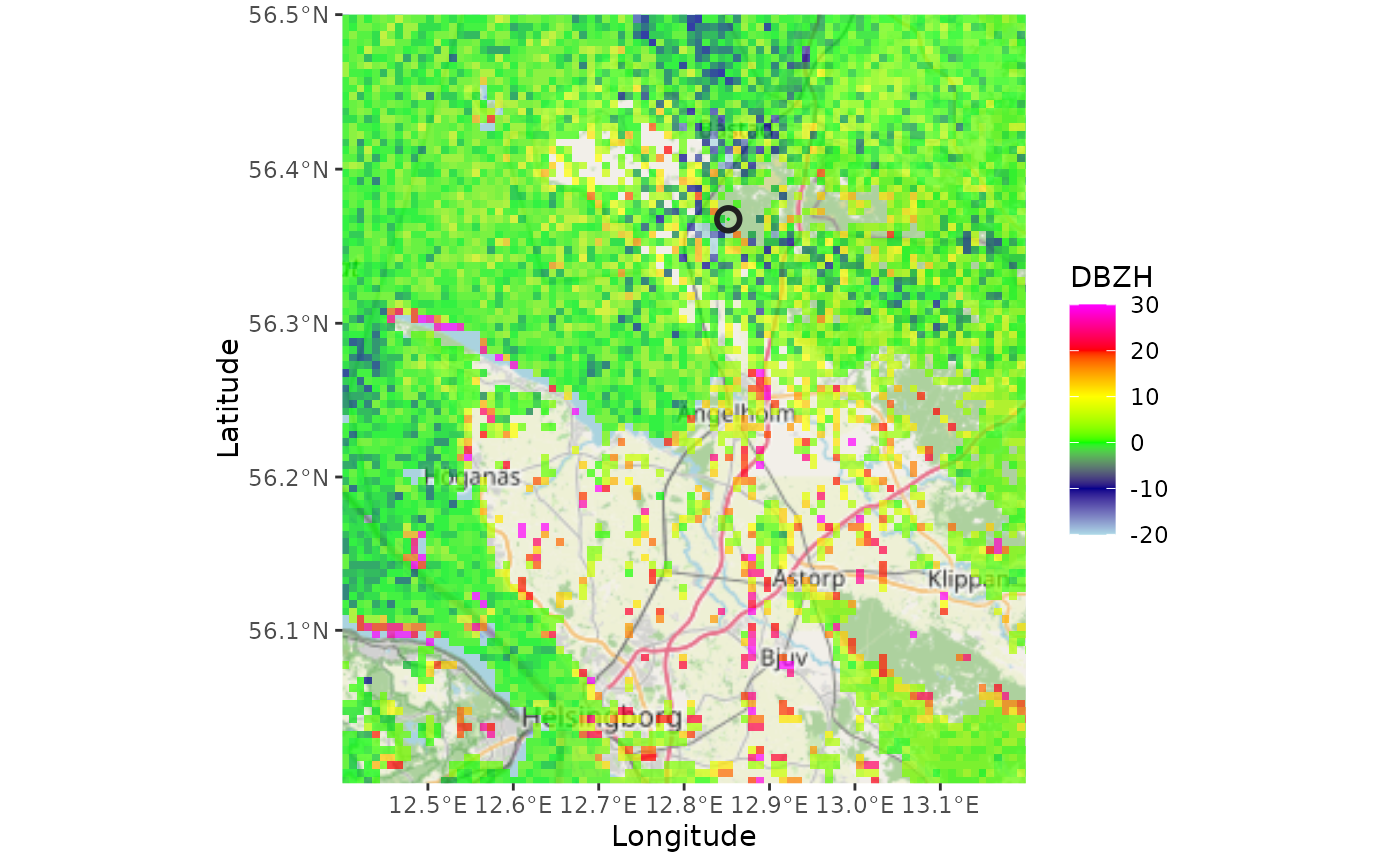 56.5°N
56.4°N
56.3°N
56.2°N
56.1°N
Latitude
Båstad
Ängelholm
Höganäs
Åstorp
Klippan
Bjuv
Helsingborg
12.5°E 12.6°E 12.7°E 12.8°E 12.9°E 13.0°E 13.1°E
Longitude
DBZH
30
20
10
0
-10
-20